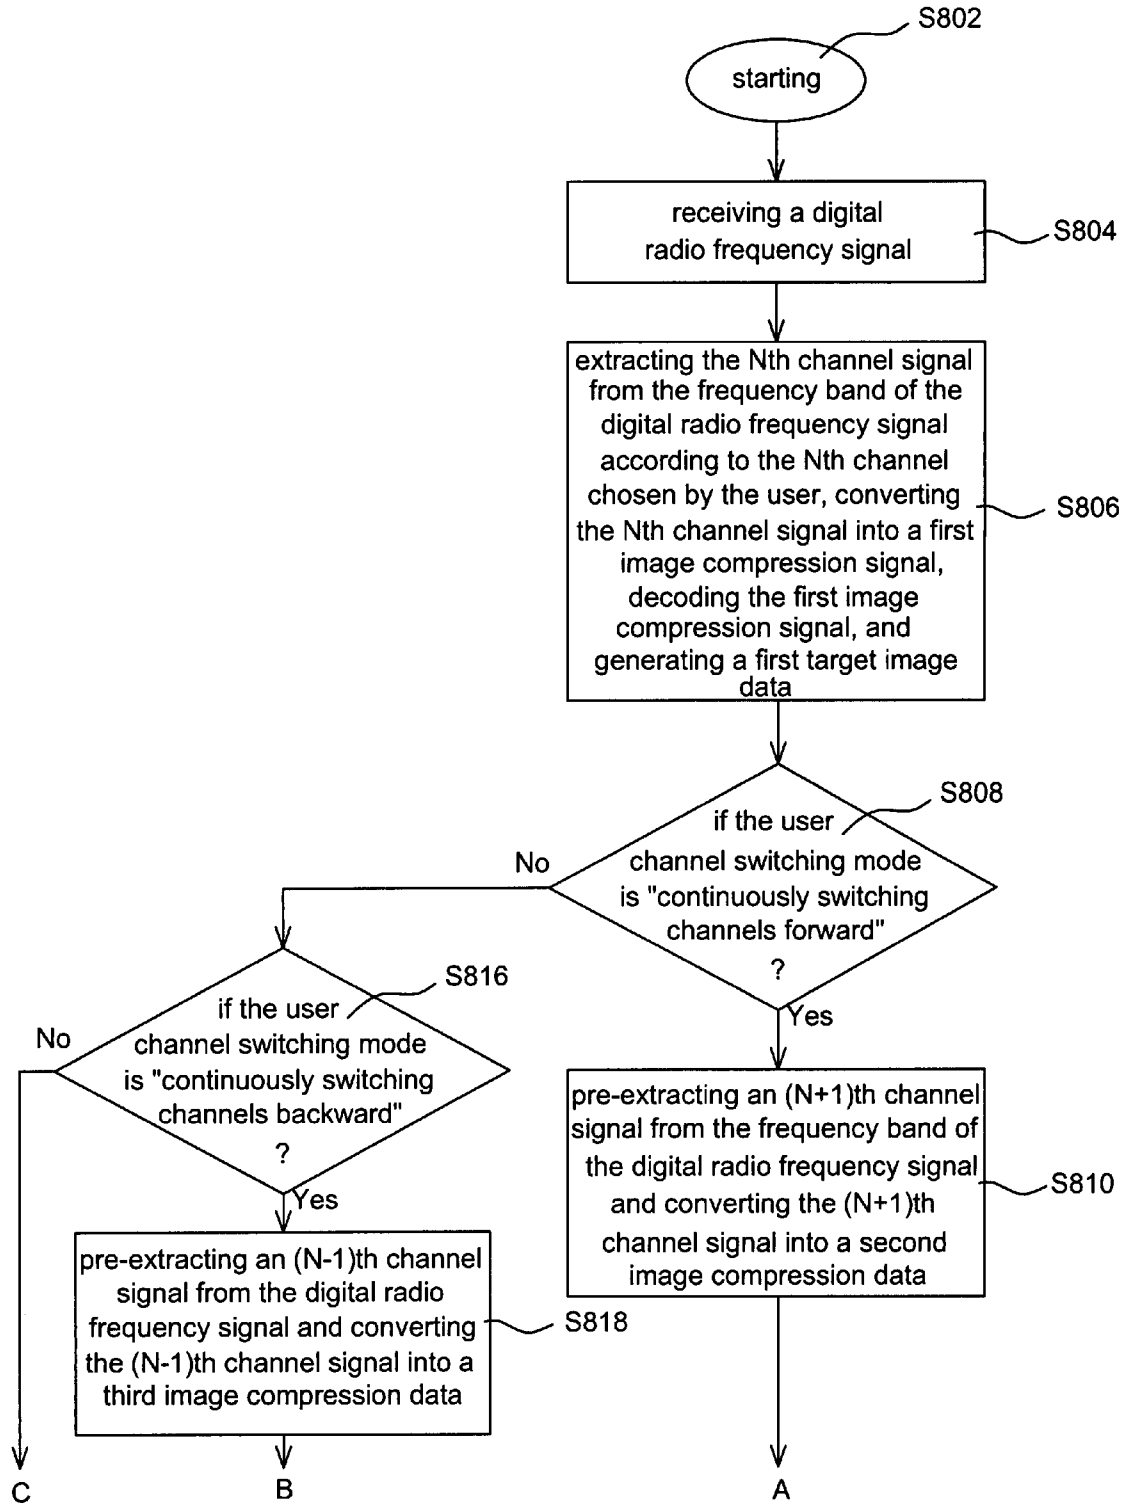 S802
starting
receiving a digital
radio frequency signal
S804
extracting the Nth channel signal
from the frequency band of the
digital radio frequency signal
according to the Nth channel
chosen by the user, converting
the Nth channel signal into a first
image compression signal,
decoding the first image
compression signal, and
generating a first target image
data
S806
S808
if the user
channel switching mode
is "continuously switching
channels forward"
?
No
Yes
S816
if the user
channel switching mode
is "continuously switching
channels backward"
?
No
Yes
pre-extracting an (N+1)th channel
signal from the frequency band of
the digital radio frequency signal
and converting the (N+1)th
channel signal into a second
image compression data
S810
pre-extracting an (N-1)th channel
signal from the digital radio
frequency signal and converting
the (N-1)th channel signal into a
third image compression data
S818
C
B
A